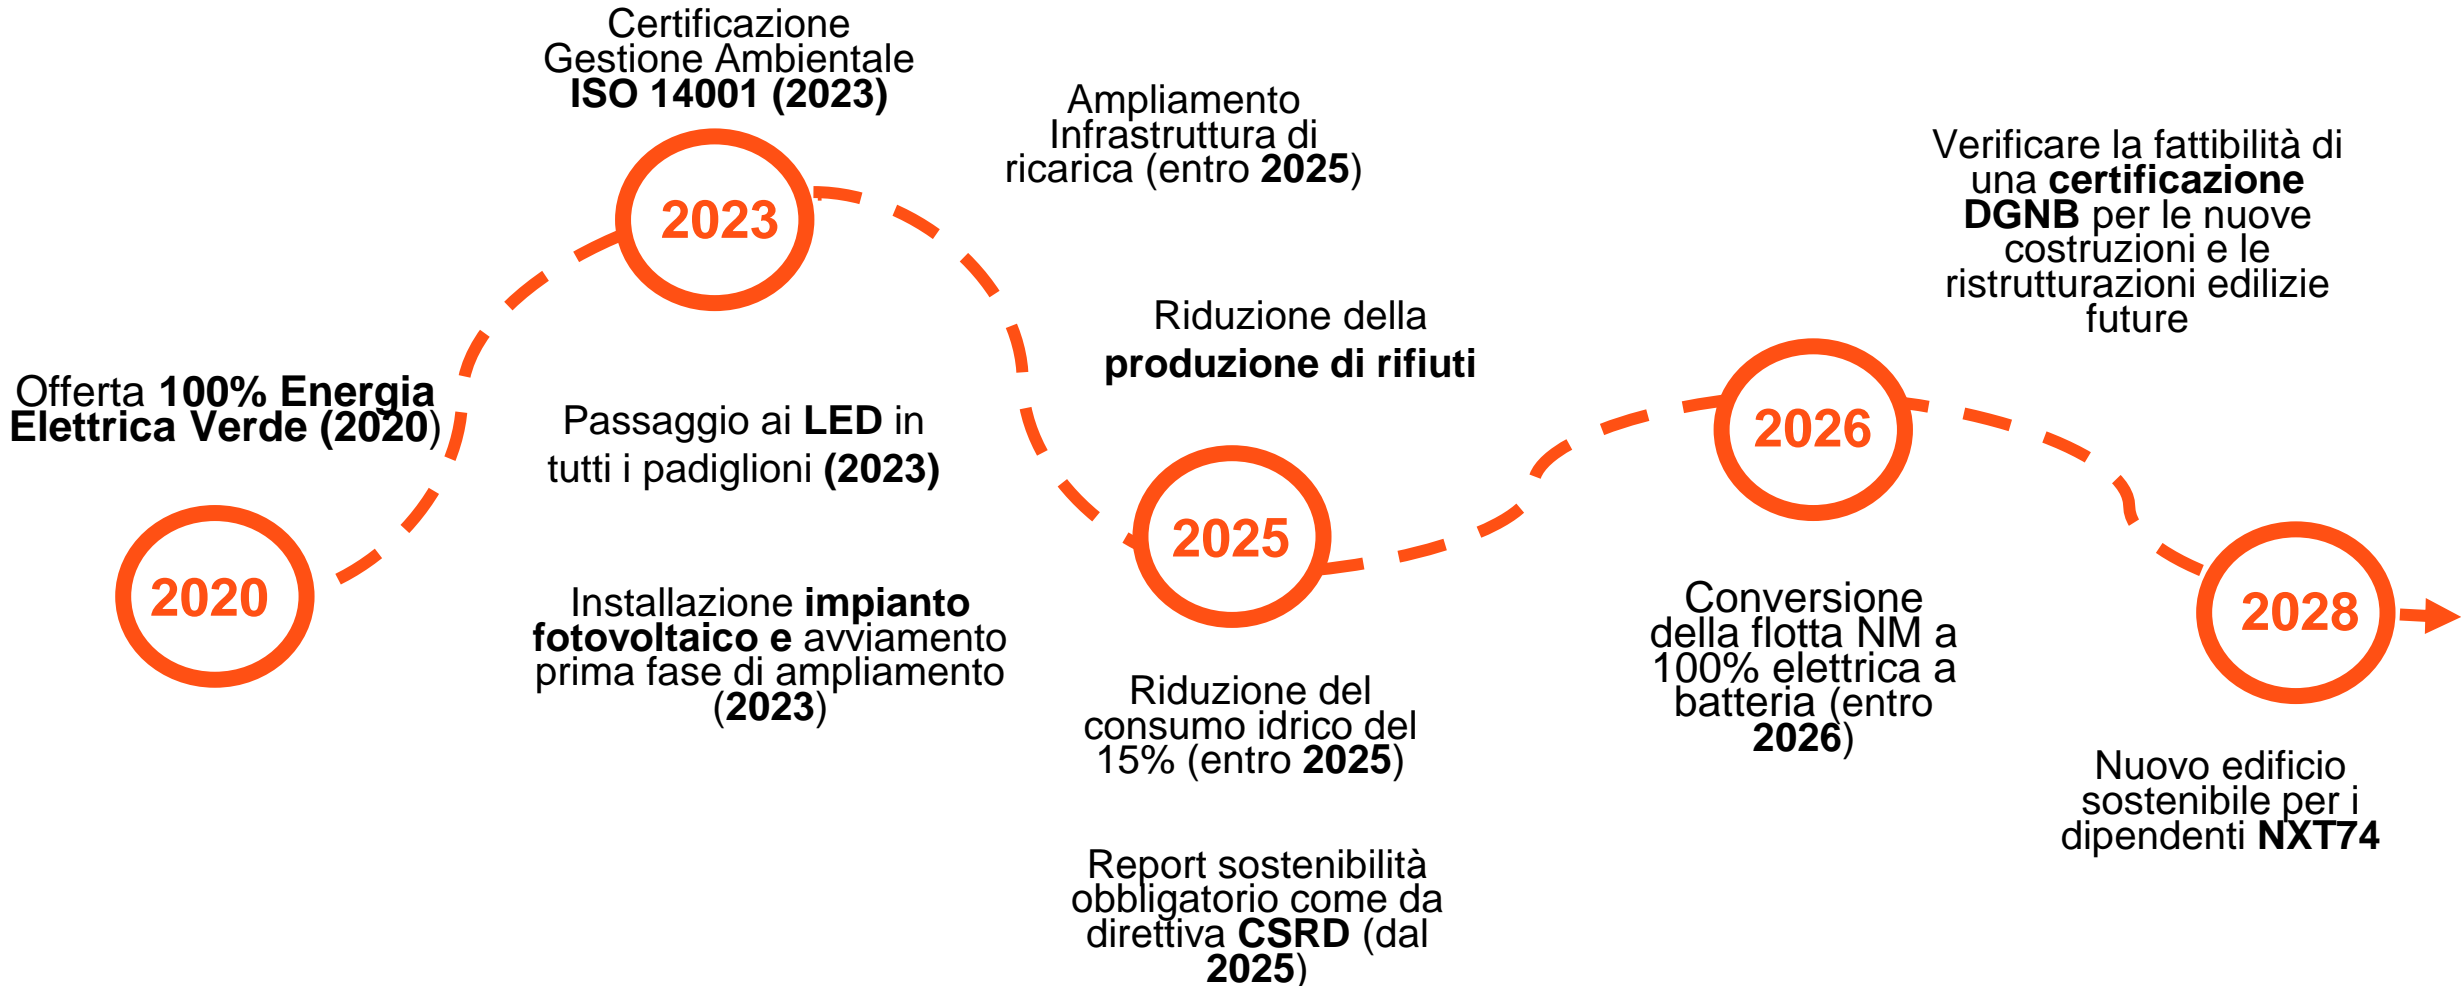 Offerta 100% Energia
Elettrica Verde (2020)
2020
Certificazione
Gestione Ambientale
ISO 14001 (2023)
2023
Passaggio ai LED in
tutti i padiglioni (2023)
Installazione impianto
fotovoltaico e avviamento
prima fase di ampliamento
(2023)
Ampliamento
Infrastruttura di
ricarica (entro 2025)
Riduzione della
produzione di rifiuti
2025
Riduzione del
consumo idrico del
15% (entro 2025)
Report sostenibilità
obbligatorio come da
direttiva CSRD (dal
2025)
2026
Conversione
della flotta NM a
100% elettrica a
batteria (entro
2026)
Verificare la fattibilità di
una certificazione
DGNB per le nuove
costruzioni e le
ristrutturazioni edilizie
future
2028
Nuovo edificio
sostenibile per i
dipendenti NXT74